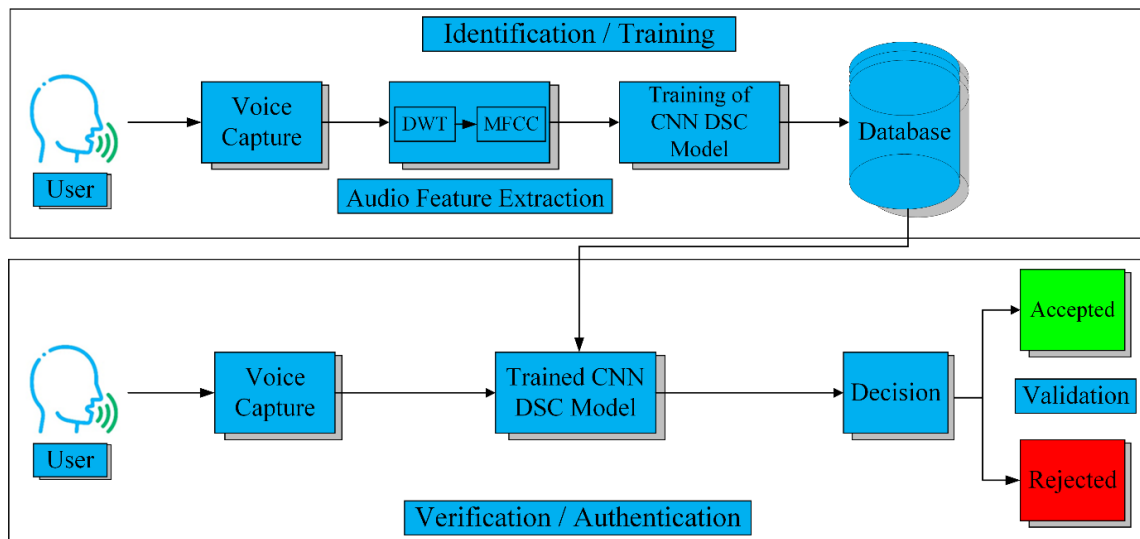 Identification / Training
Voice
Capture
DWT
MFCC
Training of
CNN DSC
Model
Database
User
Audio Feature Extraction
Accepted
Voice
Capture
Trained CNN
DSC Model
Decision
Validation
User
Rejected
Verification / Authentication